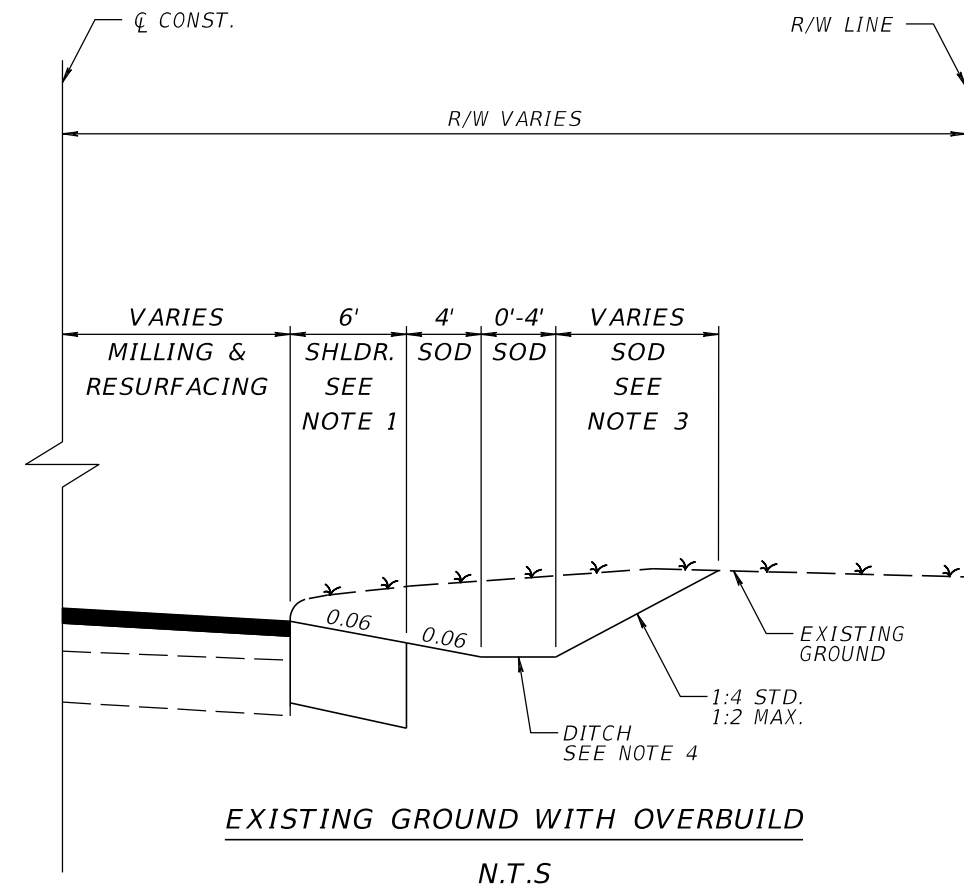 ℄ CONST.
R/W LINE
R/W VARIES
VARIES
MILLING &
RESURFACING
6'
SHLDR.
SEE
NOTE 1
4'
SOD
0'-4'
SOD
VARIES
SOD
SEE
NOTE 3
0.06
0.06
EXISTING
GROUND
1:4 STD.
1:2 MAX.
DITCH
SEE NOTE 4
EXISTING GROUND WITH OVERBUILD
N.T.S